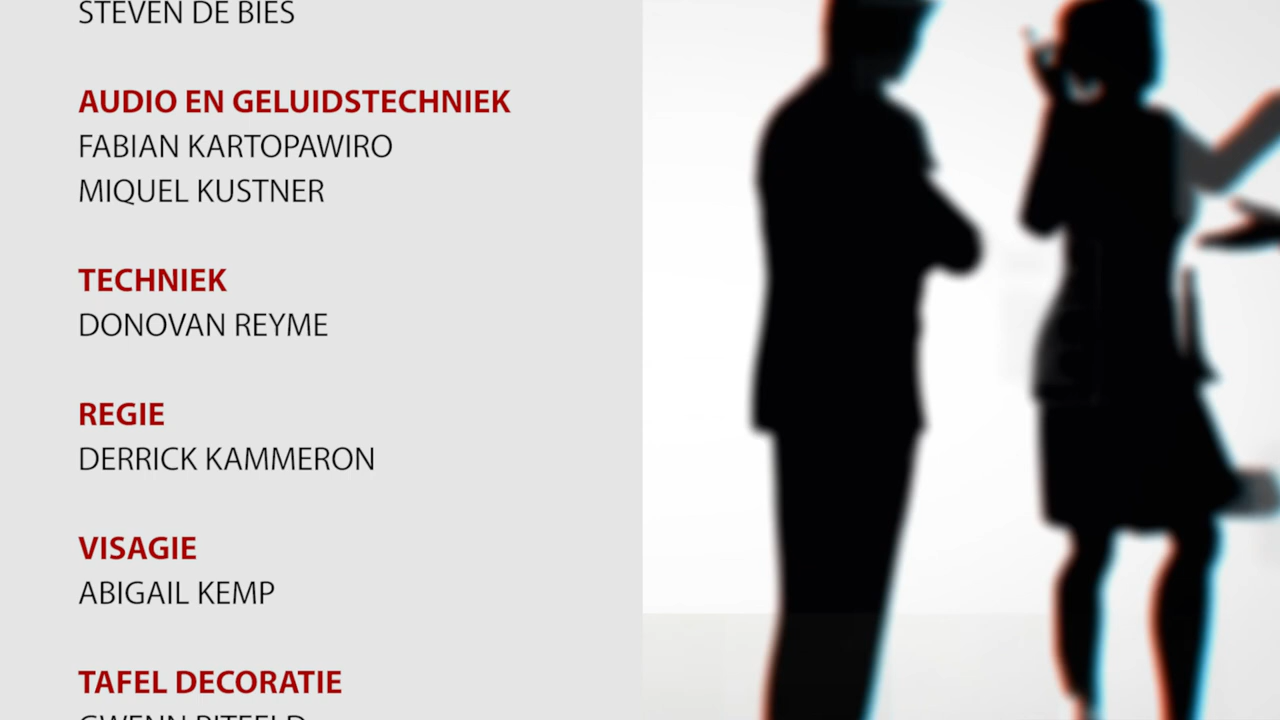 STEVEN DE BIES
AUDIO EN GELUIDSTECHNIEK
FABIAN KARTOPAWIRO
MIQUEL KUSTNER
TECHNIEK
DONOVAN REYME
REGIE
DERRICK KAMMERON
VISAGIE
ABIGAIL KEMP
TAFEL DECORATIE
GWENN